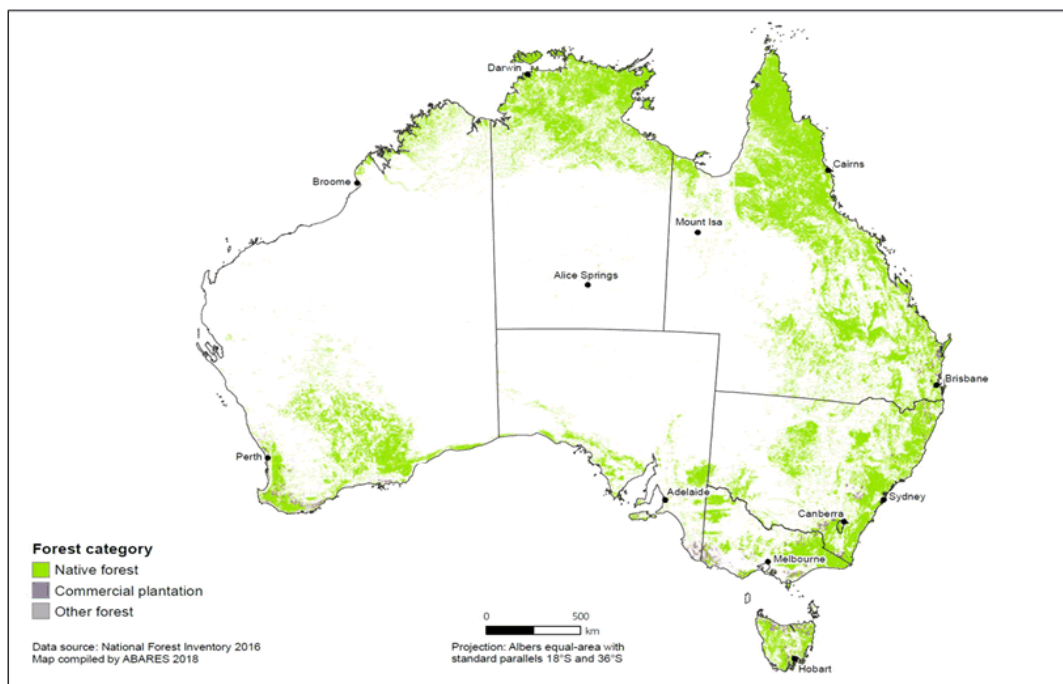 Darwin
Cairns
Broome
Mount Isa
Alice Springs
Brisbane
Perth
Adelaide
Sydney
Canberra
Melbourne
Hobart
Forest category
Native forest
Commercial plantation
Other forest
Data source: National Forest Inventory 2016
Map compiled by ABARES 2018
0 500
km
Projection: Albers equal-area with
standard parallels 18°S and 36°S